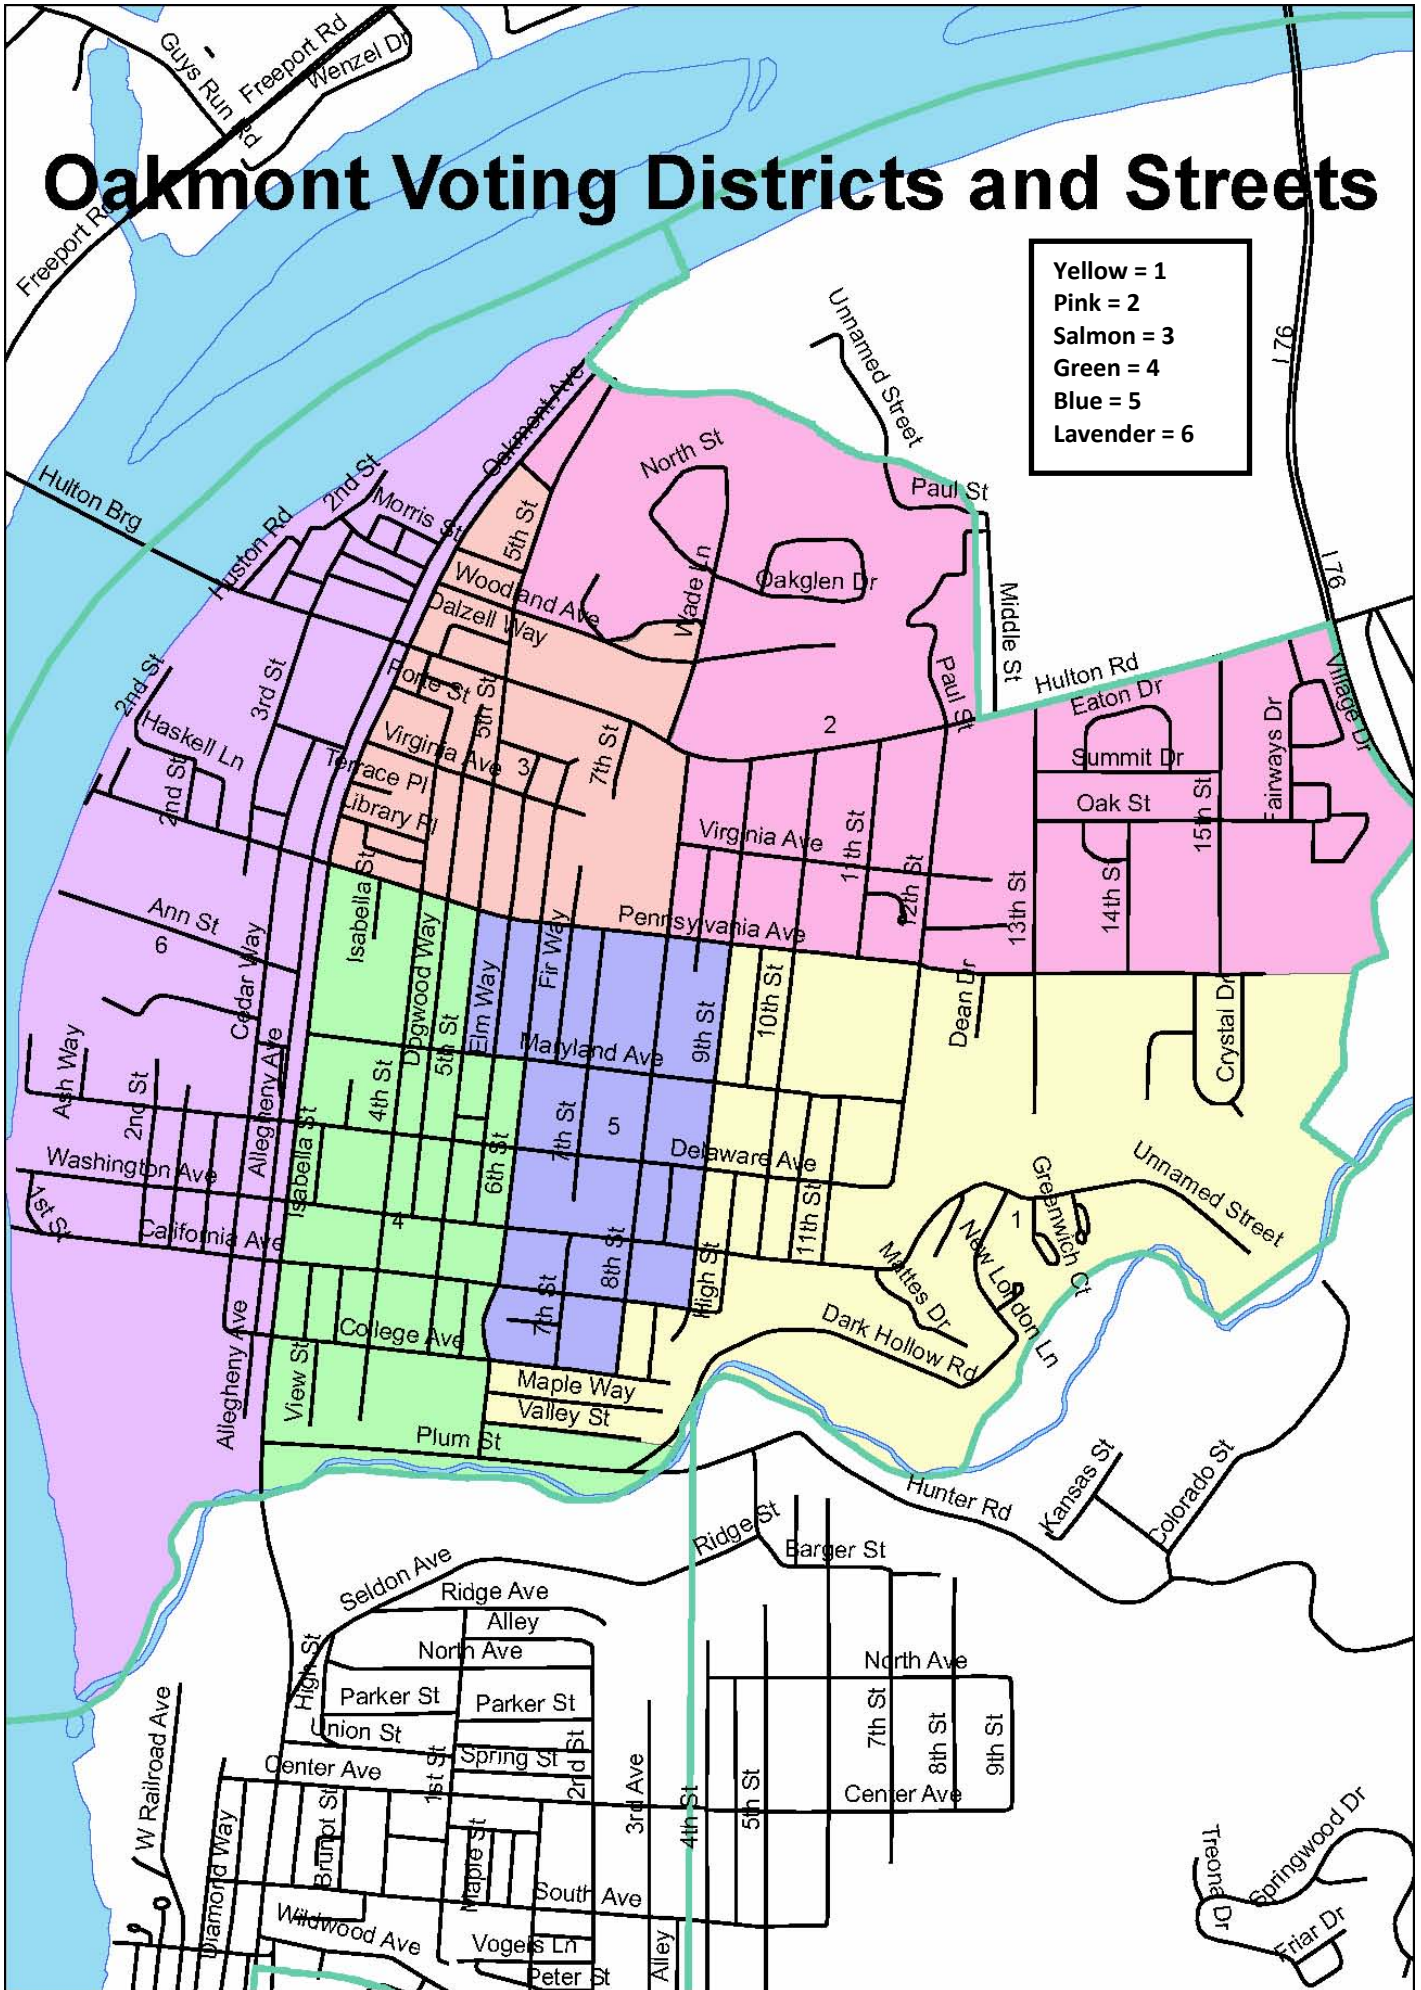 Guys Run Rd
Freeport Rd
Wenzel Dr
Oakmont Voting Districts and Streets
Freeport Rd
Yellow = 1
Pink = 2
Salmon = 3
Green = 4
Blue = 5
Lavender = 6
I 76
Unnamed Street
Oakmont Ave
North St
Paul St
Hulton Brg
2nd St
Morris St
Huston Rd
5th St
I 76
Woodland Ave
Wade Ln
Oakglen Dr
Middle St
Dalzell Way
2nd St
3rd St
Forte St
5th St
Paul St
Hulton Rd
Eaton Dr
Village Dr
Haskell Ln
Virginia Ave
3
7th St
2
Summit Dr
Fairways Dr
Terrace Pl
2nd St
Library Pl
Virginia Ave
11th St
Oak St
15th St
Isabella St
Ann St
6
Pennsylvania Ave
12th St
13th St
14th St
Cedar Way
Dogwood Way
Fir Way
Elm Way
9th St
10th St
Dean Dr
Crystal Dr
Ash Way
2nd St
Allegheny Ave
4th St
5th St
Maryland Ave
7th St
5
Delaware Ave
Washington Ave
Isabella St
6th St
1st St
California Ave
4
8th St
11th St
High St
Greenwich Ct
Unnamed Street
1
New London Ln
Mattes Dr
Dark Hollow Rd
Allegheny Ave
View St
College Ave
7th St
Maple Way
Valley St
Plum St
Hunter Rd
Kansas St
Colorado St
Ridge St
Barger St
Seldon Ave
Ridge Ave
Alley
North Ave
High St
North Ave
Parker St
Parker St
Union St
Spring St
Center Ave
1st St
2nd St
3rd Ave
4th St
5th St
7th St
8th St
9th St
Center Ave
W Railroad Ave
Diamond Way
Brunot St
Maple St
South Ave
Wildwood Ave
Vogels Ln
Peter St
Alley
Treona Dr
Springwood Dr
Friar Dr